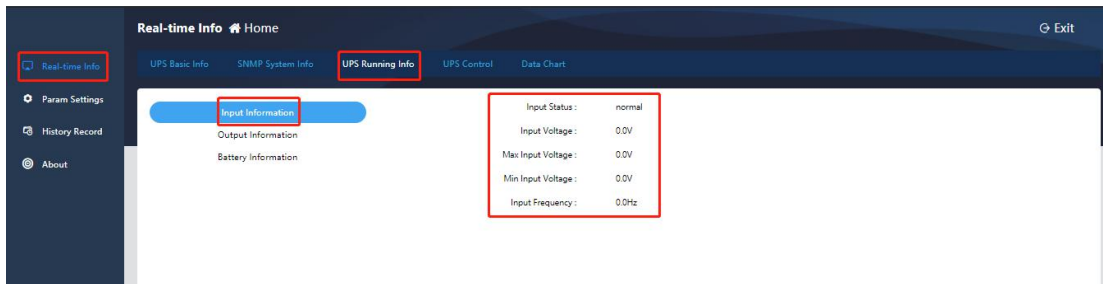 Real-time Info Home
Exit
Real-time Info
Param Settings
History Record
About
UPS Basic Info
SNMP System Info
UPS Running Info
UPS Control
Data Chart
Input Information
Output Information
Battery Information
Input Status : normal
Input Voltage : 0.0V
Max Input Voltage : 0.0V
Min Input Voltage : 0.0V
Input Frequency : 0.0Hz